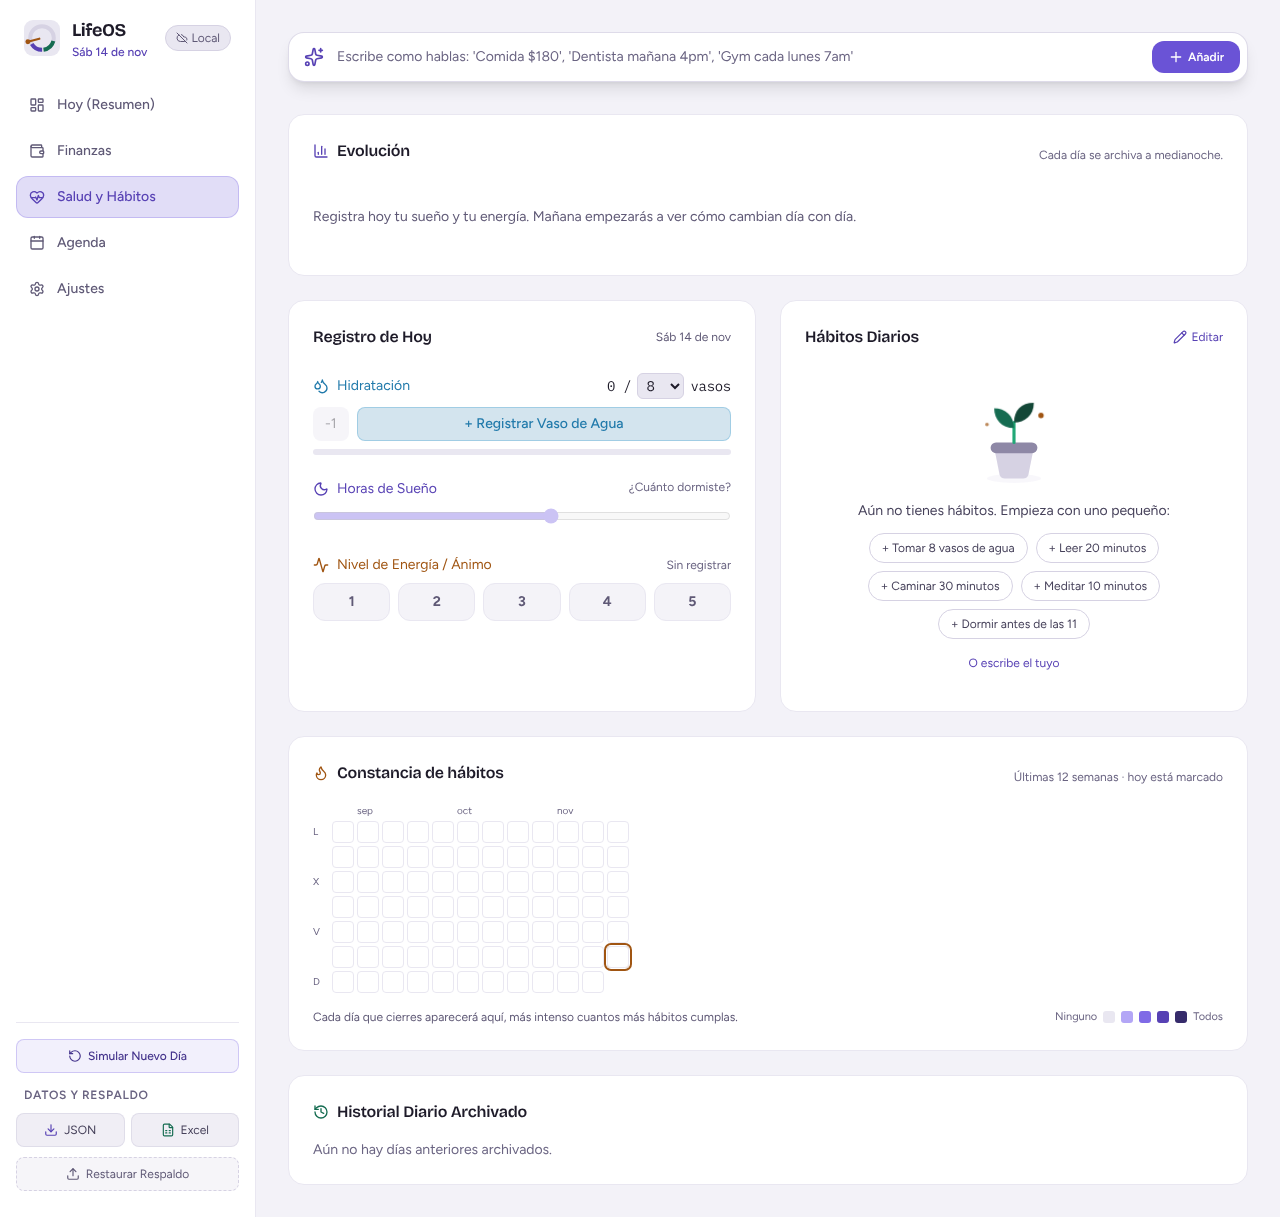 LifeOS
Sáb 14 de nov
Local
Hoy (Resumen)
Finanzas
Salud y Hábitos
Agenda
Ajustes
Simular Nuevo Día
DATOS Y RESPALDO
JSON
Excel
Restaurar Respaldo
Escribe como hablas: 'Comida $180', 'Dentista mañana 4pm', 'Gym cada lunes 7am'
Añadir
Evolución
Cada día se archiva a medianoche.
Registra hoy tu sueño y tu energía. Mañana empezarás a ver cómo cambian día con día.
Registro de Hoy
Sáb 14 de nov
Hidratación
0 / 8 vasos
-1
+ Registrar Vaso de Agua
Horas de Sueño
¿Cuánto dormiste?
Nivel de Energía / Ánimo
Sin registrar
1 2 3 4 5
Hábitos Diarios
Editar
Aún no tienes hábitos. Empieza con uno pequeño:
+ Tomar 8 vasos de agua
+ Leer 20 minutos
+ Caminar 30 minutos
+ Meditar 10 minutos
+ Dormir antes de las 11
O escribe el tuyo
Constancia de hábitos
Últimas 12 semanas · hoy está marcado
sep oct nov
L
X
V
D
Cada día que cierres aparecerá aquí, más intenso cuantos más hábitos cumplas.
Ninguno
Todos
Historial Diario Archivado
Aún no hay días anteriores archivados.